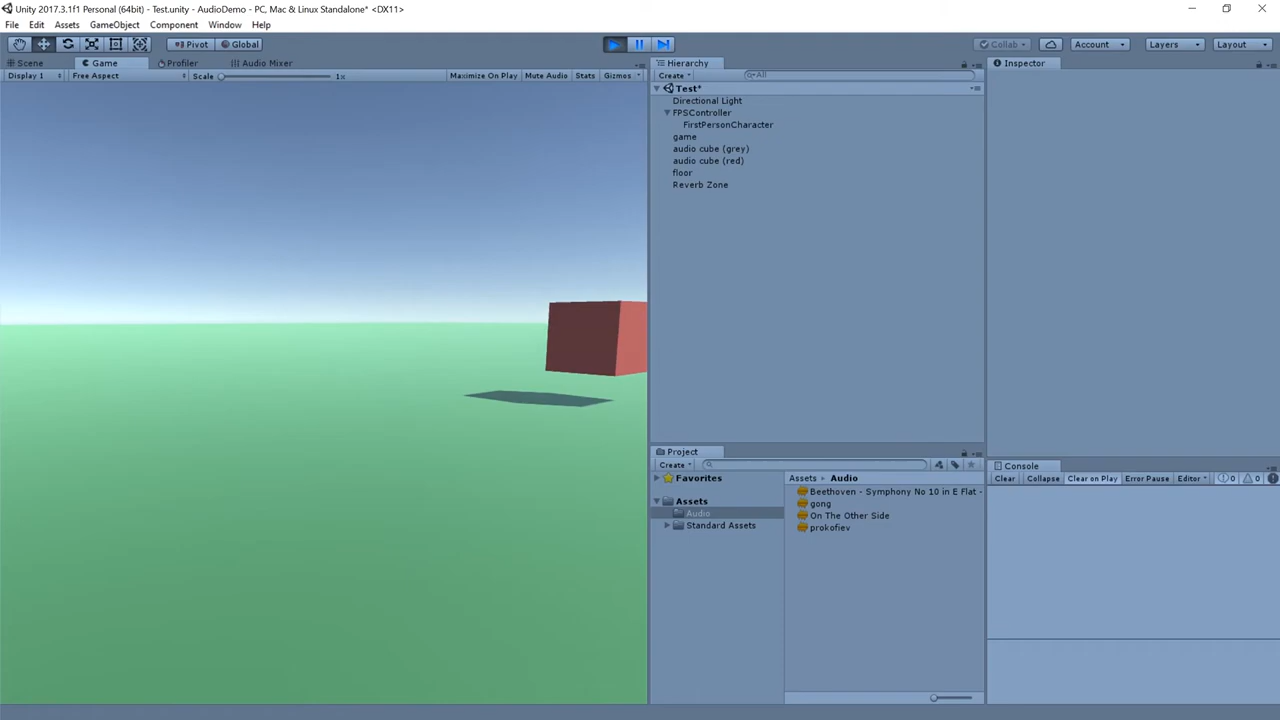 Unity 2017.3.1f1 Personal (64bit) - Test.unity - AudioDemo - PC, Mac & Linux Standalone* <DX11>
File Edit Assets GameObject Component Window Help
Pivot Global Collab Account Layers Layout
Scene Game Profiler Audio Mixer
Display 1 Free Aspect Scale 1x Maximize On Play Mute Audio Stats Gizmos
Hierarchy
Create All
Test*
Directional Light
FPSController
FirstPersonCharacter
game
audio cube (grey)
audio cube (red)
floor
Reverb Zone
Inspector
Project
Create
Favorites
Assets
Audio
Standard Assets
Assets Audio
Beethoven - Symphony No 10 in E Flat -
gong
On The Other Side
prokofiev
Console
Clear Collapse Clear on Play Error Pause Editor 0 0